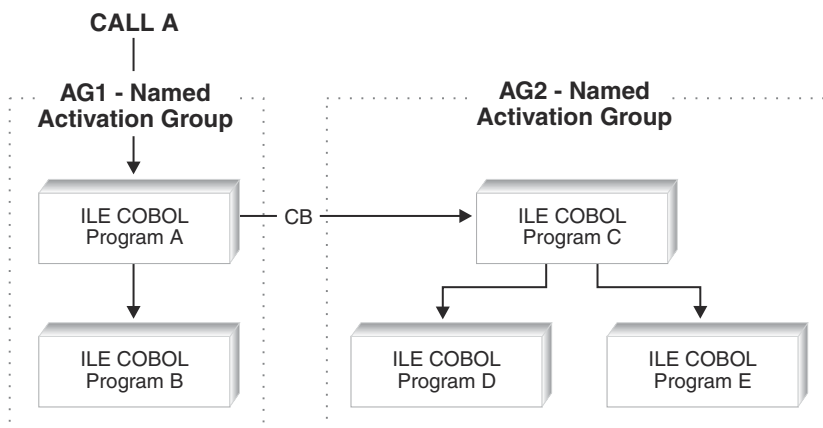 CALL A
AG1 - Named
Activation Group
AG2 - Named
Activation Group
ILE COBOL
Program A
CB
ILE COBOL
Program C
ILE COBOL
Program B
ILE COBOL
Program D
ILE COBOL
Program E